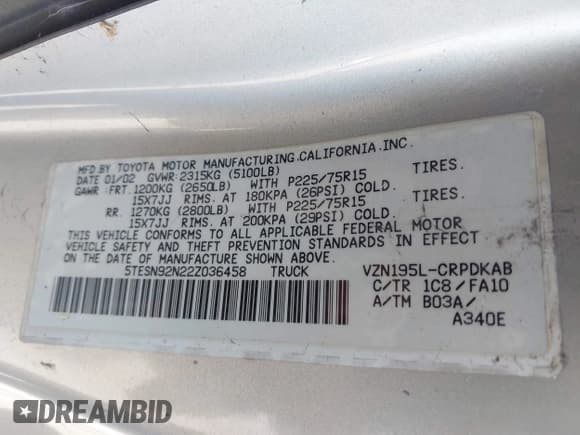 MFD.BY TOYOTA MOTOR MANUFACTURING.CALIFORNIA.INC.
DATE 01/02 GVWR:2315KG (5100LB)
GAWR:FRT.1200KG (2650LB) WITH P225/75R15 TIRES.
15X7JJ RIMS.AT 180KPA (26PSI) COLD.
RR. 1270KG (2800LB) WITH P225/75R15 TIRES.
15X7JJ RIMS.AT 200KPA (29PSI) COLD.
THIS VEHICLE CONFORMS TO ALL APPLICABLE FEDERAL MOTOR
VEHICLE SAFETY AND THEFT PREVENTION STANDARDS IN EFFECT
ON THE DATE OF MANUFACTURE SHOWN ABOVE.
5TESN92N22Z036458 TRUCK VZN195L-CRPDKAB
C/TR 1C8/FA10
A/TM B03A/
A340E
DREAMBID